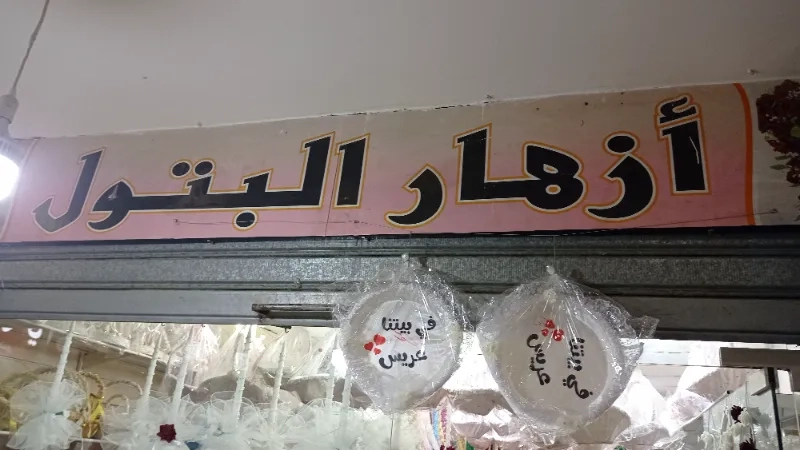 أزهار البتول
في بيتنا
عريس
في بيتنا
عريس